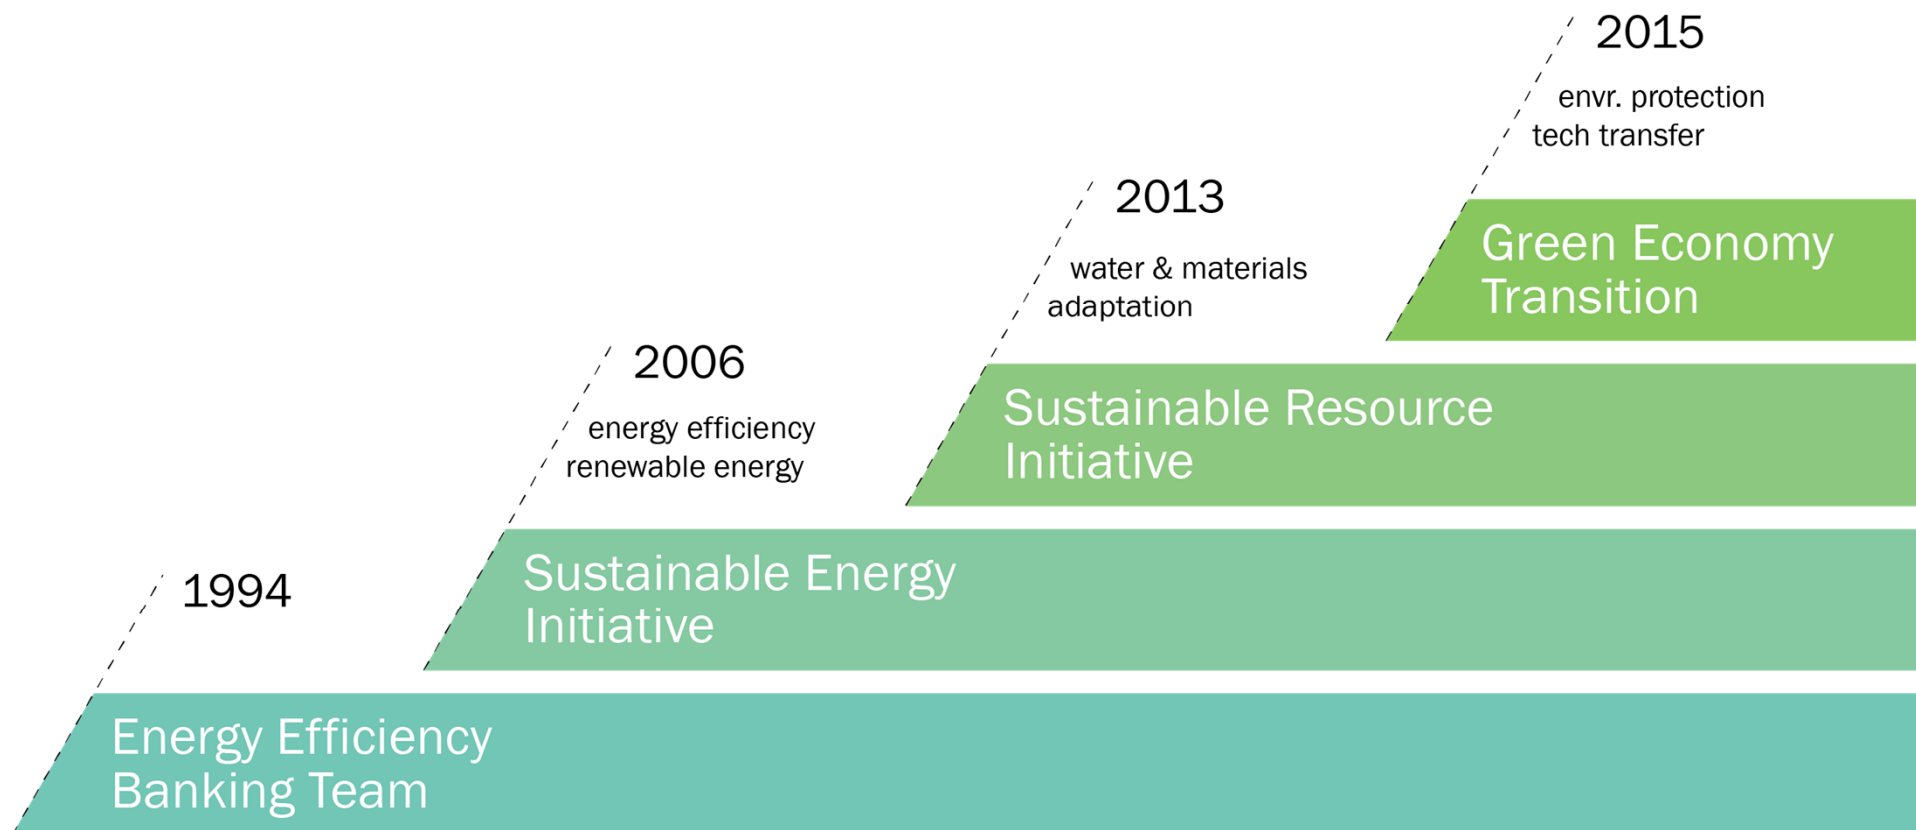 2015
envr. protection
tech transfer
Green Economy
Transition
2013
water & materials
adaptation
Sustainable Resource
Initiative
2006
energy efficiency
renewable energy
Sustainable Energy
Initiative
1994
Energy Efficiency
Banking Team